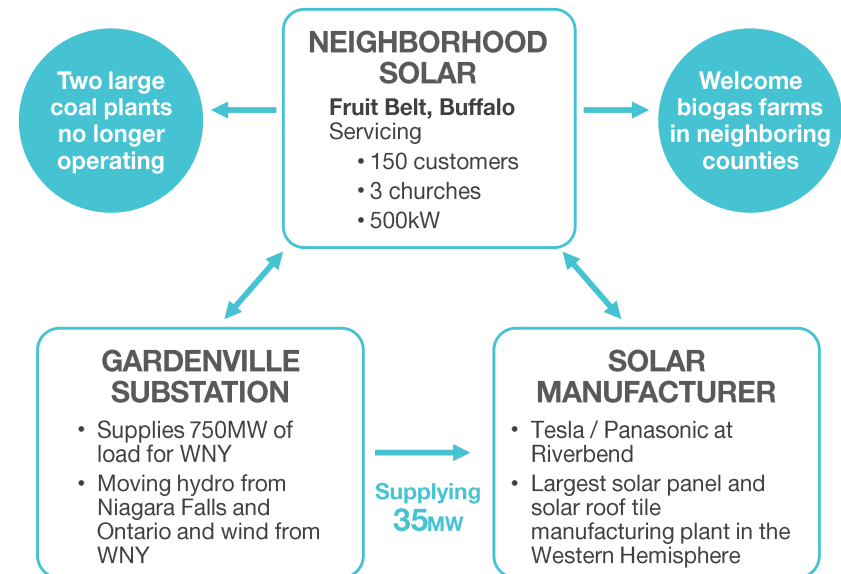 Two large
coal plants
no longer
operating
NEIGHBORHOOD
SOLAR
Fruit Belt, Buffalo
Servicing
• 150 customers
• 3 churches
• 500kW
Welcome
biogas farms
in neighboring
counties
GARDENVILLE
SUBSTATION
• Supplies 750MW of
load for WNY
• Moving hydro from
Niagara Falls and
Ontario and wind from
WNY
Supplying
35MW
SOLAR
MANUFACTURER
• Tesla / Panasonic at
Riverbend
• Largest solar panel and
solar roof tile
manufacturing plant in the
Western Hemisphere